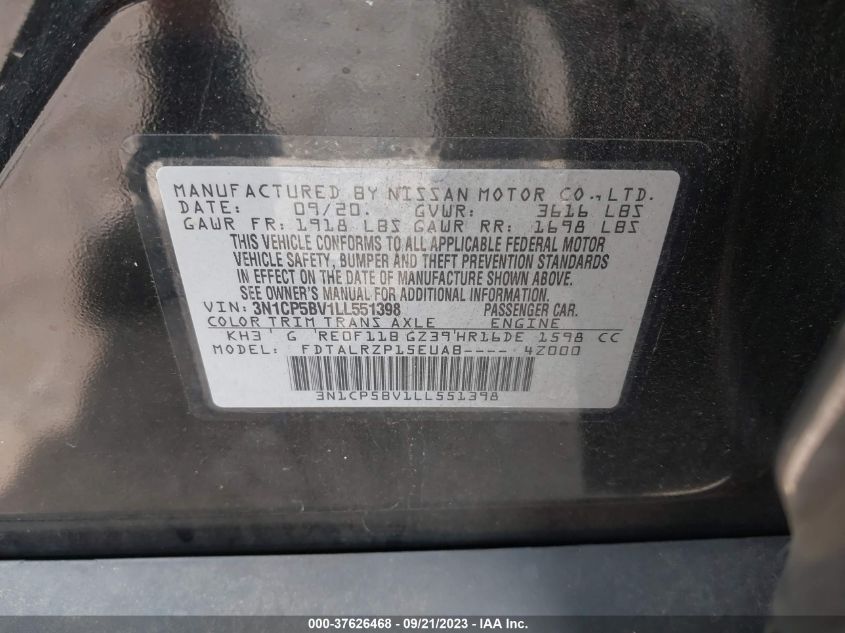 MANUFACTURED BY NISSAN MOTOR CO.,LTD.
DATE: 09/20. GVWR: 3616 LBS
GAWR FR: 1918 LBS GAWR RR: 1698 LBS
THIS VEHICLE CONFORMS TO ALL APPLICABLE FEDERAL MOTOR
VEHICLE SAFETY, BUMPER AND THEFT PREVENTION STANDARDS
IN EFFECT ON THE DATE OF MANUFACTURE SHOWN ABOVE.
SEE OWNER'S MANUAL FOR ADDITIONAL INFORMATION.
VIN: 3N1CP5BV1LL551398 PASSENGER CAR.
COLOR TRIM TRANS AXLE ENGINE
KH3 ' G ' RE0F11B GZ39'HR16DE 1598 CC
MODEL: FDTALRZP15EUAB---- 4Z000
3N1CP5BV1LL551398
000-37626468 - 09/21/2023 - IAAI Inc.